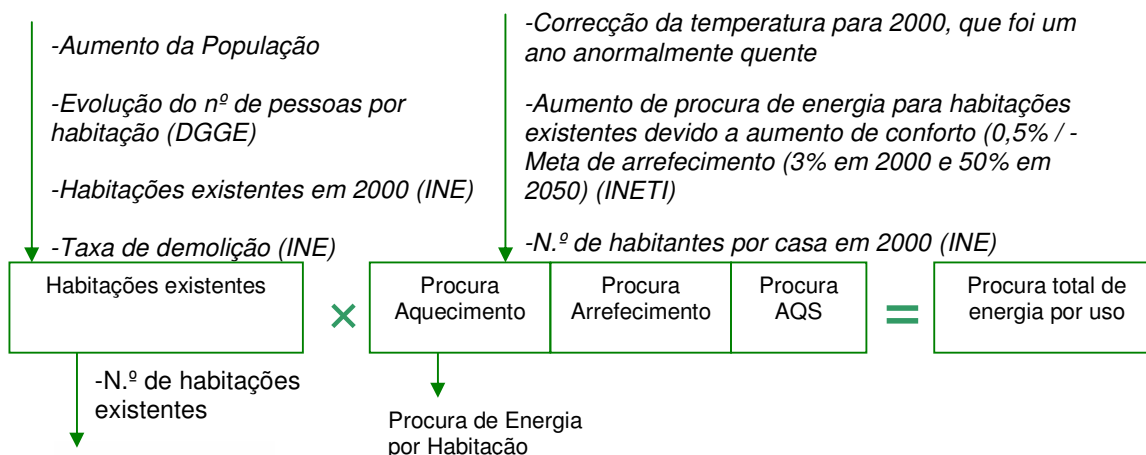 -Aumento da População
-Evolução do nº de pessoas por
habitação (DGGE)
-Habitações existentes em 2000 (INE)
-Taxa de demolição (INE)
-Correcção da temperatura para 2000, que foi um
ano anormalmente quente
-Aumento de procura de energia para habitações
existentes devido a aumento de conforto (0,5% / -
Meta de arrefecimento (3% em 2000 e 50% em
2050) (INETI)
-N.º de habitantes por casa em 2000 (INE)
Habitações existentes
×
Procura
Aquecimento
Procura
Arrefecimento
Procura
AQS
=
Procura total de
energia por uso
-N.º de habitações
existentes
Procura de Energia
por Habitação